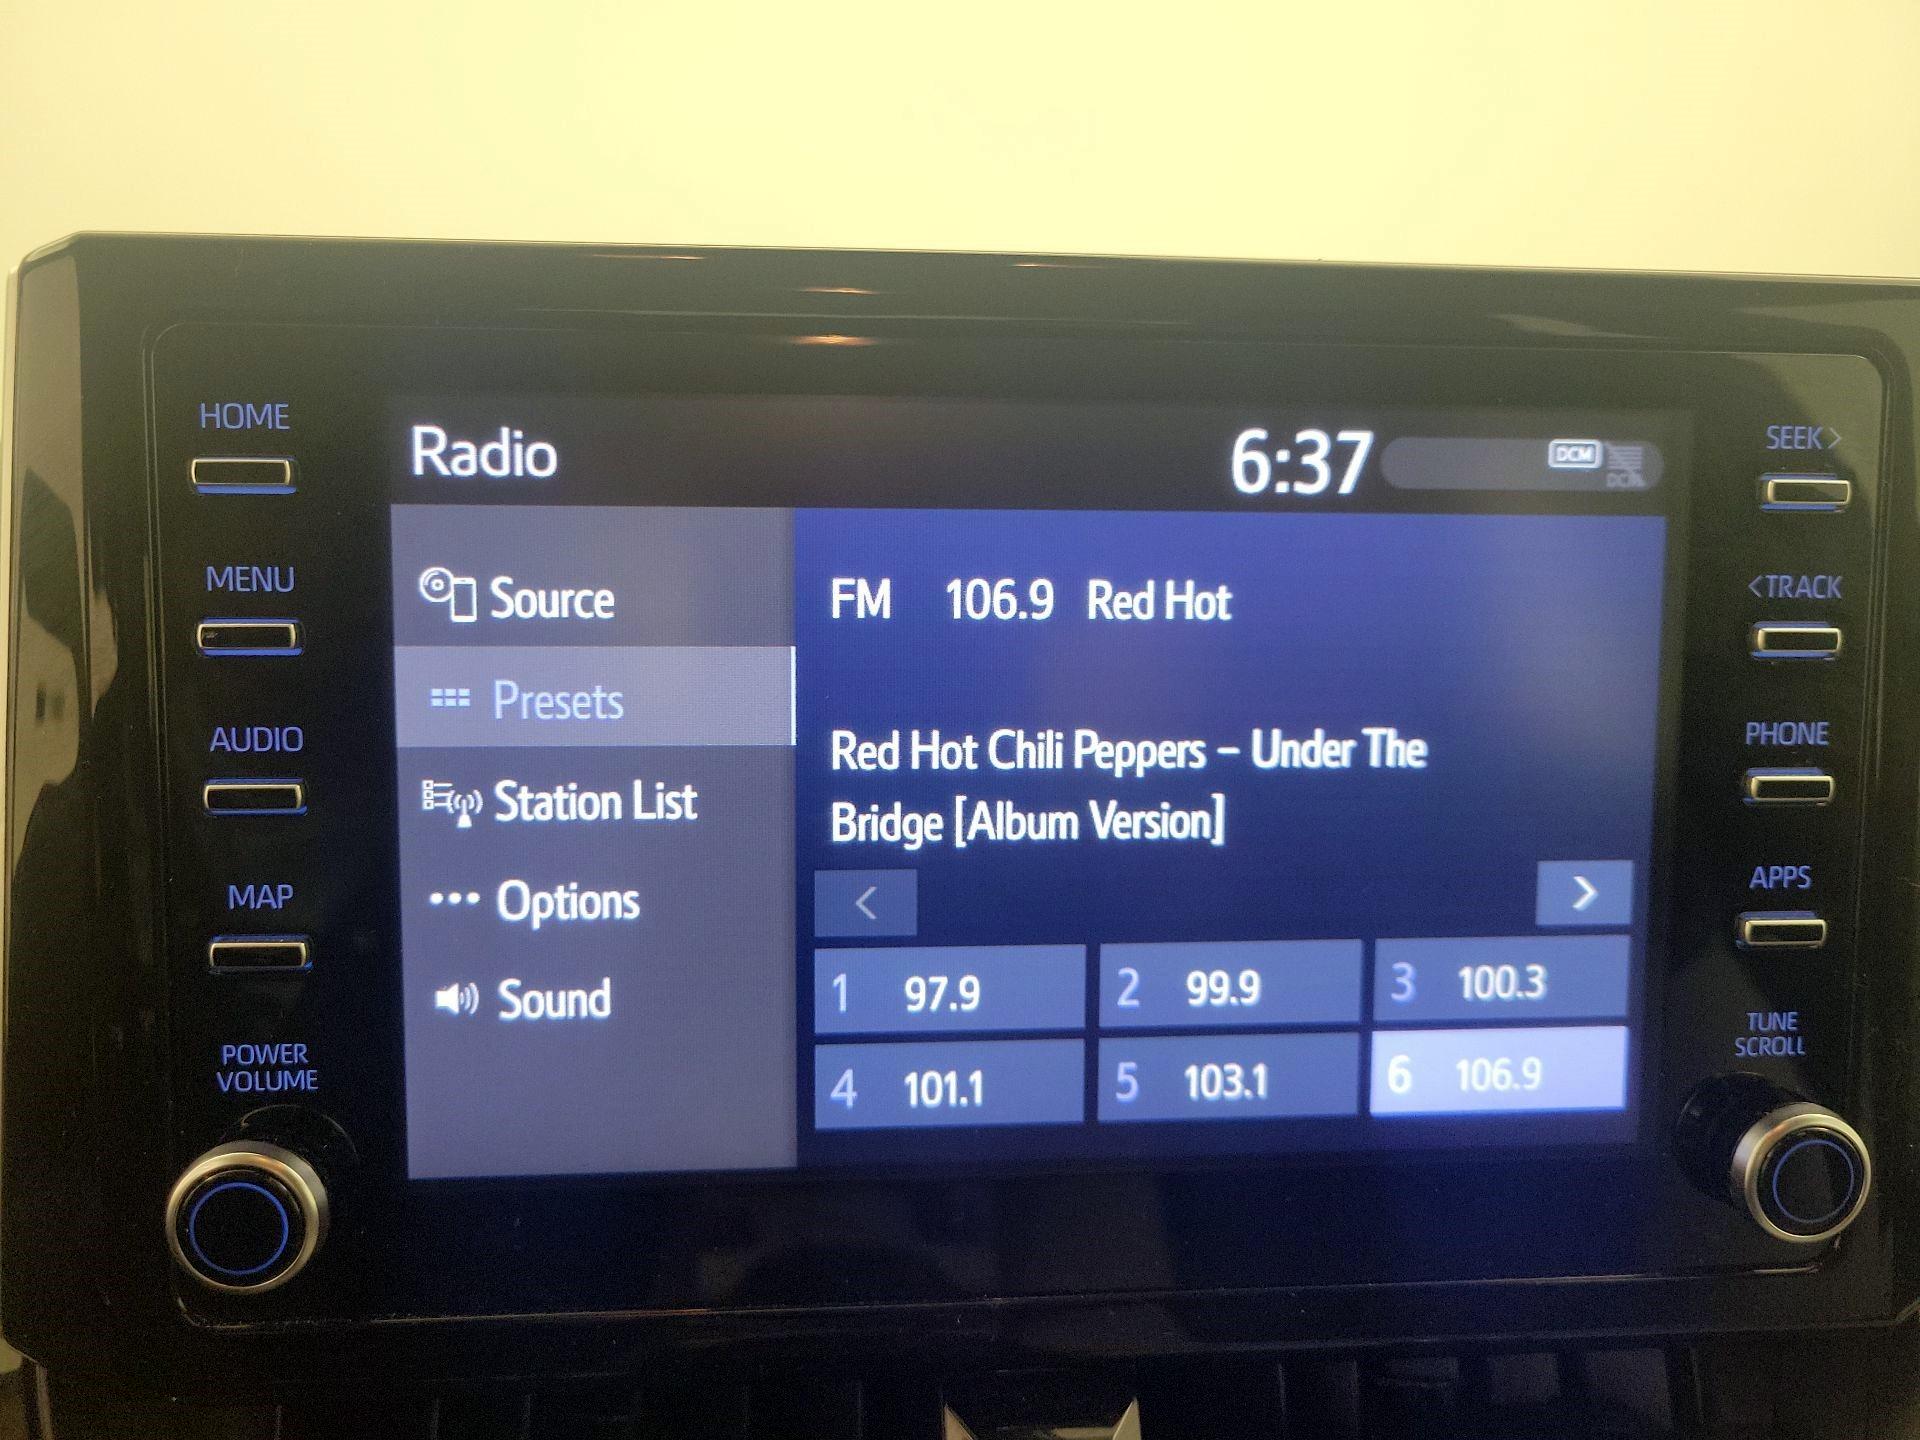 HOME
MENU
AUDIO
MAP
POWER
VOLUME
Radio
6:37
DCM
DCM
Source
Presets
Station List
Options
Sound
FM 106.9 Red Hot
Red Hot Chili Peppers – Under The
Bridge [Album Version]
<
>
1 97.9
2 99.9
3 100.3
4 101.1
5 103.1
6 106.9
SEEK >
< TRACK
PHONE
APPS
TUNE
SCROLL